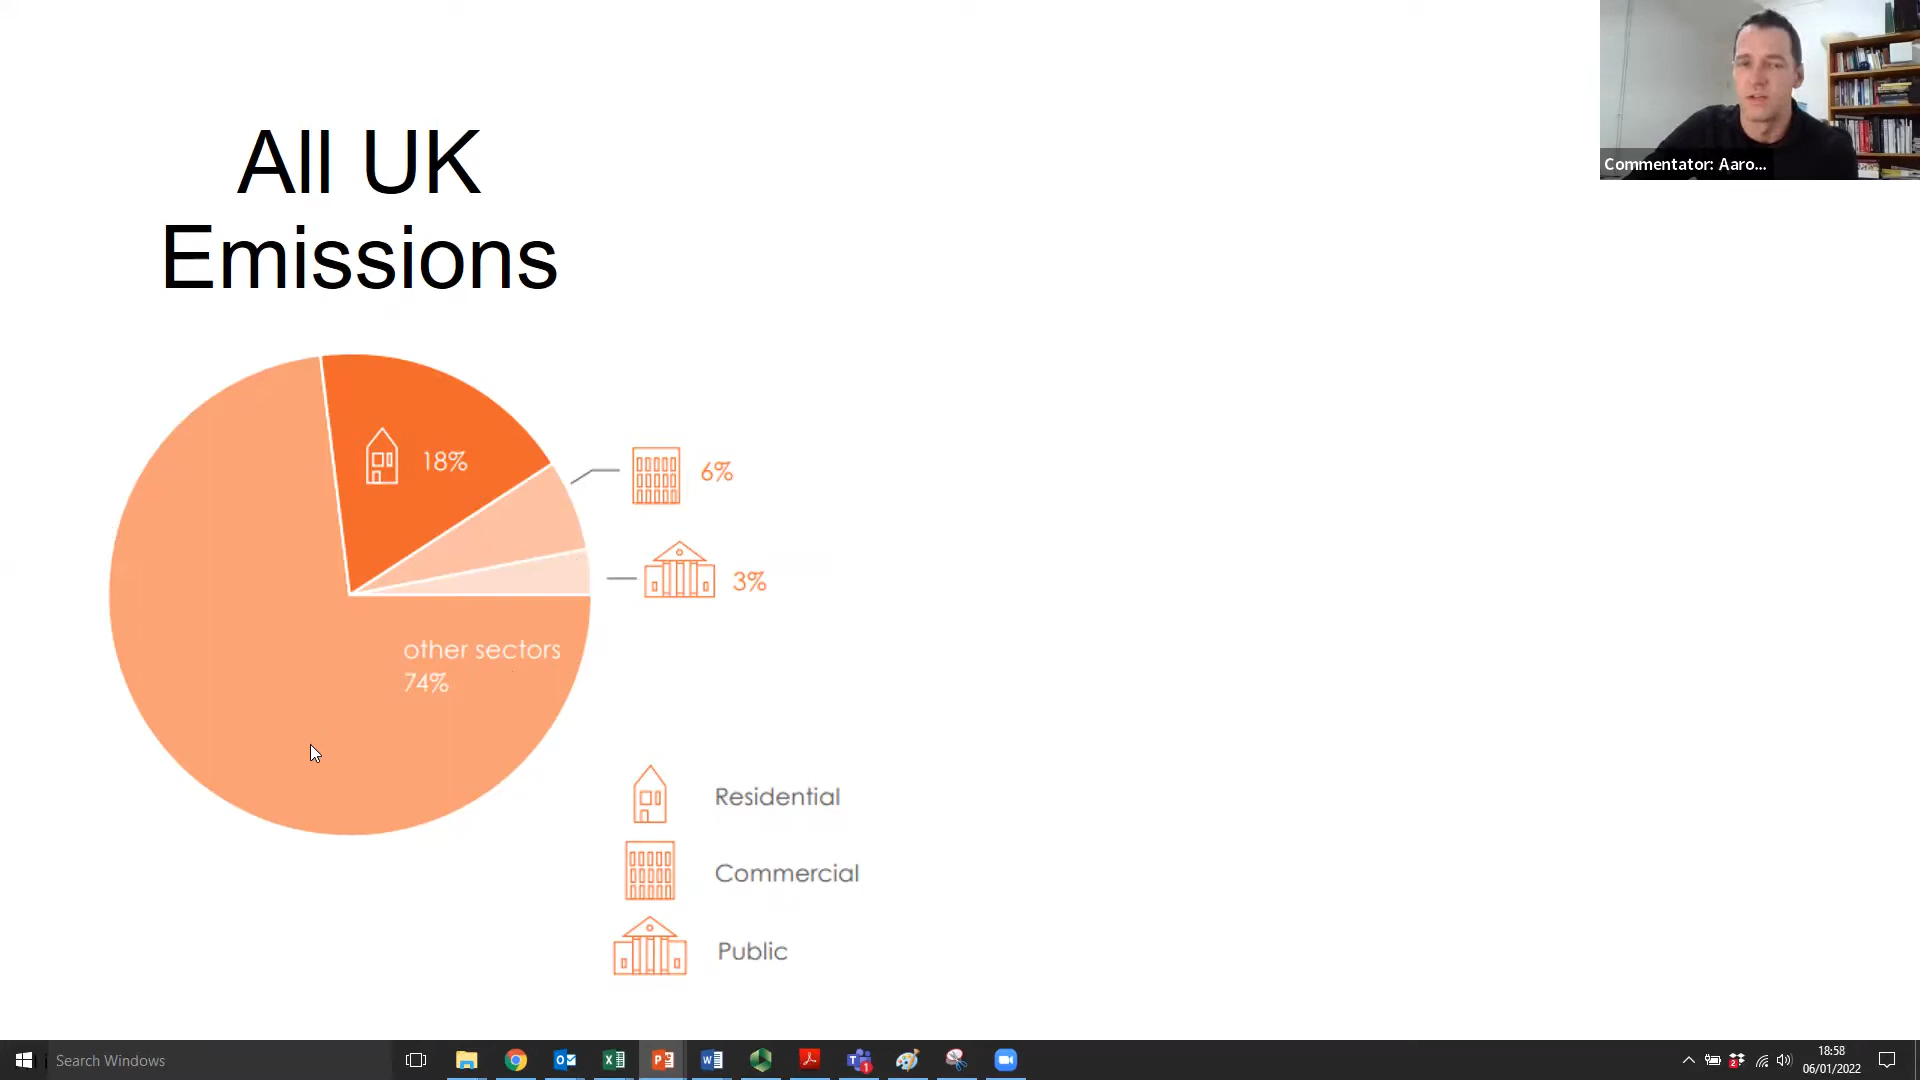 All UK
Emissions
Commentator: Aaro...
18%
6%
3%
other sectors
74%
Residential
Commercial
Public
Search Windows
18:58
06/01/2022